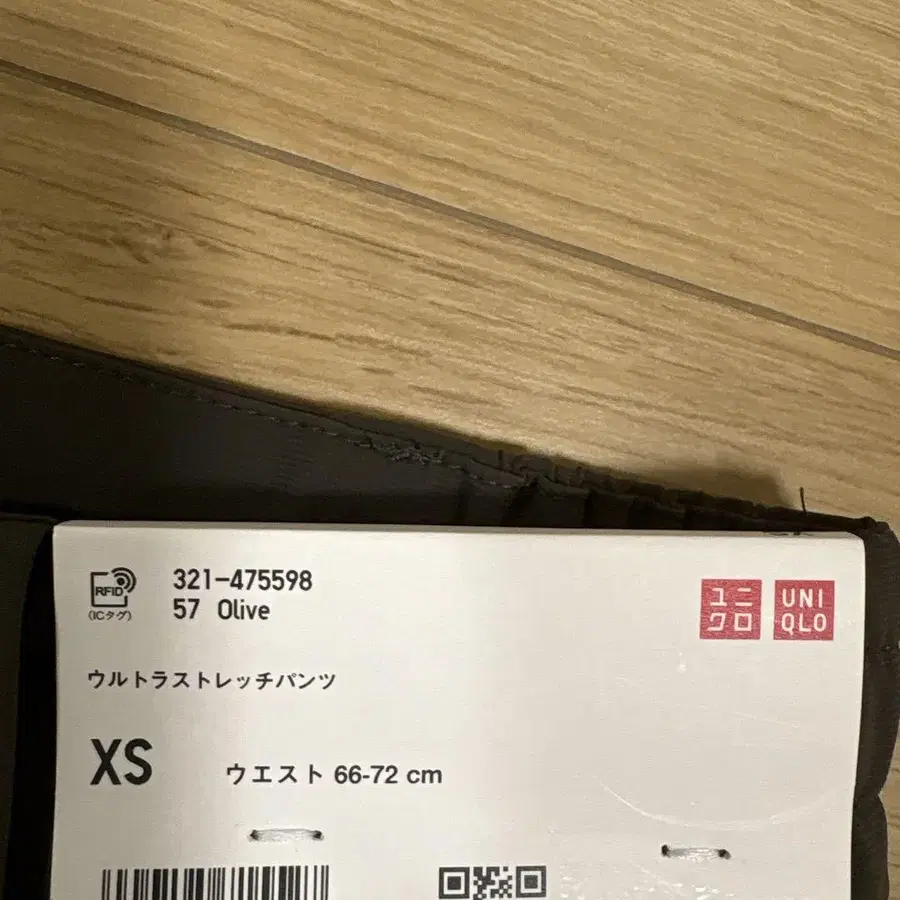 RFID
(ICタグ)
321-475598
57 Olive
ユニ
クロ
UNI
QLO
ウルトラストレッチパンツ
XS
ウエスト 66-72 cm